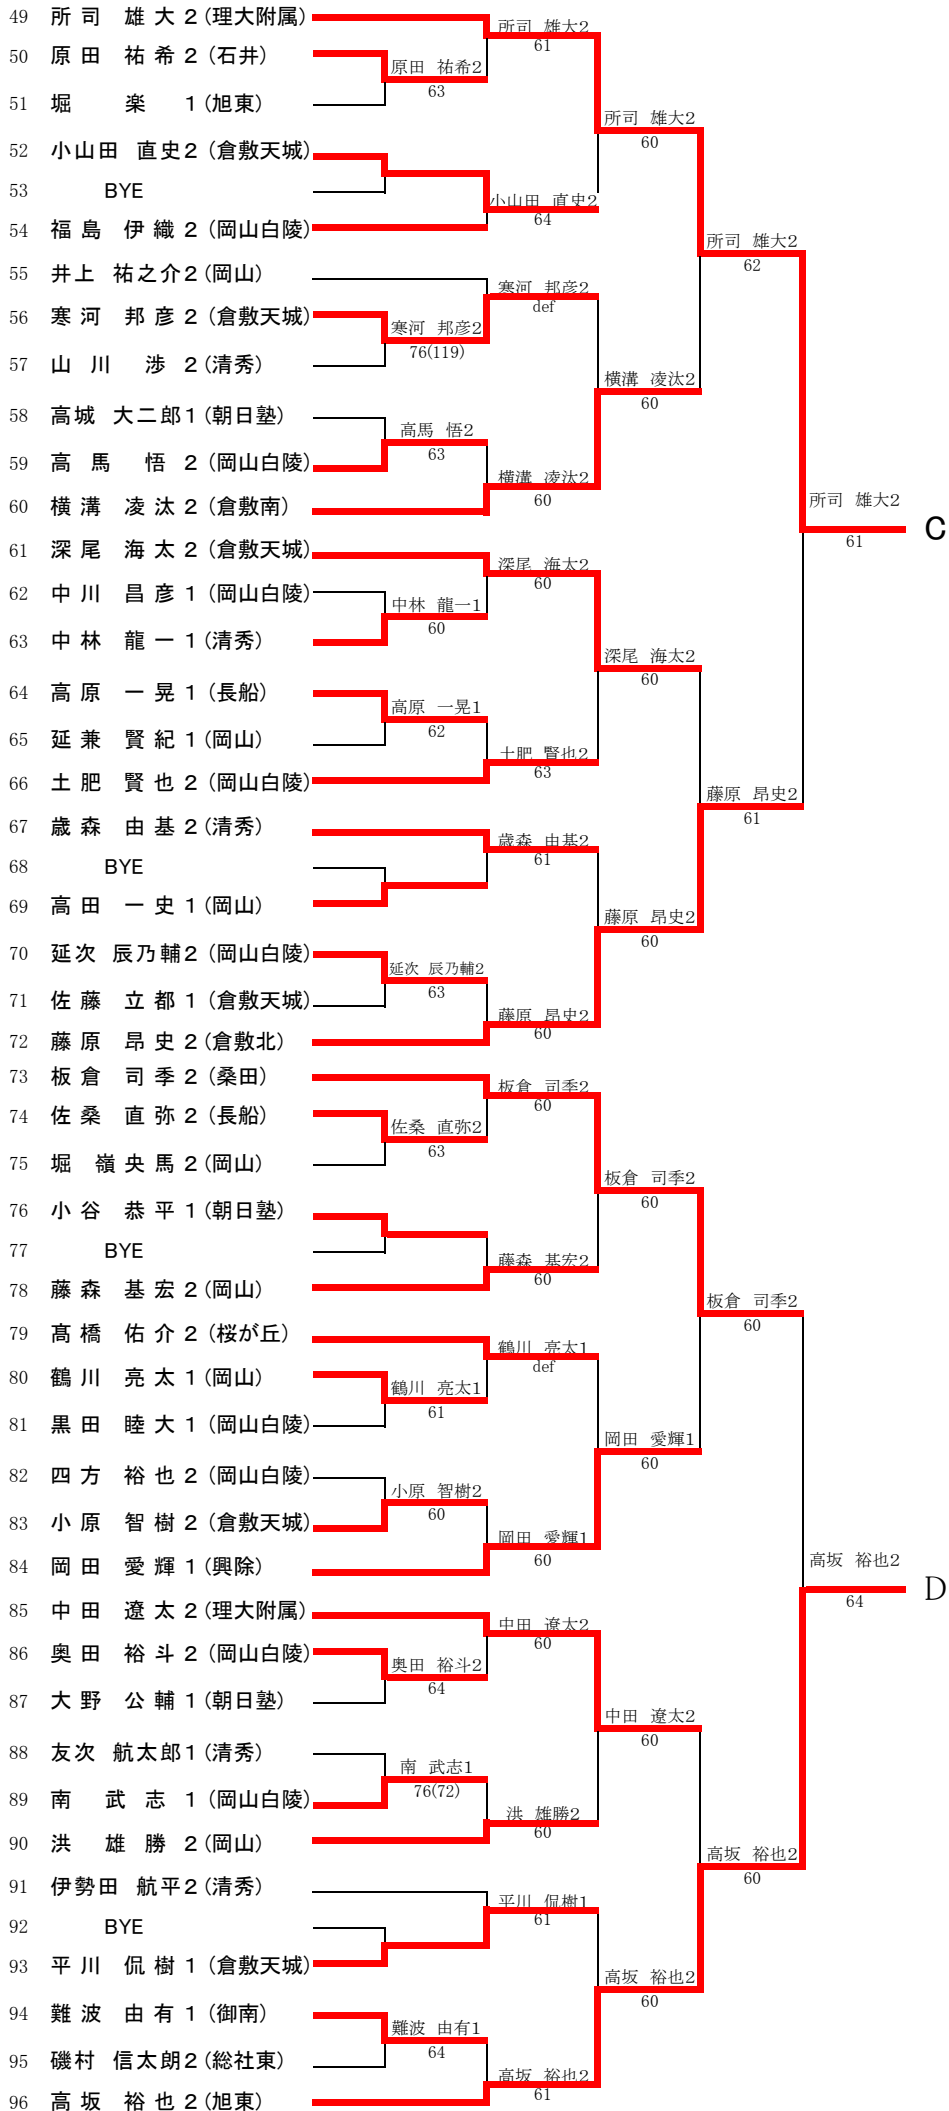 49 所司 雄大 2 (理大附属)
50 原田 祐希 2 (石井)
51 堀 楽 1 (旭東)
52 小山田 直史2 (倉敷天城)
53 BYE
54 福島 伊織 2 (岡山白陵)
55 井上 祐之介2 (岡山)
56 寒河 邦彦 2 (倉敷天城)
57 山川 渉 2 (清秀)
58 高城 大二郎1 (朝日塾)
59 高馬 悟 2 (岡山白陵)
60 横溝 凌汰 2 (倉敷南)
61 深尾 海太 2 (倉敷天城)
62 中川 昌彦 1 (岡山白陵)
63 中林 龍一 1 (清秀)
64 高原 一晃 1 (長船)
65 延兼 賢紀 1 (岡山)
66 土肥 賢也 2 (岡山白陵)
67 歳森 由基 2 (清秀)
68 BYE
69 高田 一史 1 (岡山)
70 延次 辰乃輔2 (岡山白陵)
71 佐藤 立都 1 (倉敷天城)
72 藤原 昂史 2 (倉敷北)
73 板倉 司季 2 (桑田)
74 佐桑 直弥 2 (長船)
75 堀 嶺央馬 2 (岡山)
76 小谷 恭平 1 (朝日塾)
77 BYE
78 藤森 基宏 2 (岡山)
79 髙橋 佑介 2 (桜が丘)
80 鶴川 亮太 1 (岡山)
81 黒田 睦大 1 (岡山白陵)
82 四方 裕也 2 (岡山白陵)
83 小原 智樹 2 (倉敷天城)
84 岡田 愛輝 1 (興除)
85 中田 遼太 2 (理大附属)
86 奥田 裕斗 2 (岡山白陵)
87 大野 公輔 1 (朝日塾)
88 友次 航太郎1 (清秀)
89 南 武志 1 (岡山白陵)
90 洪 雄勝 2 (岡山)
91 伊勢田 航平2 (清秀)
92 BYE
93 平川 侃樹 1 (倉敷天城)
94 難波 由有 1 (御南)
95 磯村 信太朗2 (総社東)
96 高坂 裕也 2 (旭東)
原田 祐希2
63
寒河 邦彦2
76(119)
高馬 悟2
63
中林 龍一1
60
高原 一晃1
62
延次 辰乃輔2
63
佐桑 直弥2
63
鶴川 亮太1
61
小原 智樹2
60
奥田 裕斗2
64
南 武志1
76(72)
難波 由有1
64
所司 雄大2
61
小山田 直史2
64
寒河 邦彦2
def
横溝 凌汰2
60
深尾 海太2
60
土肥 賢也2
63
歳森 由基2
61
藤原 昂史2
60
板倉 司季2
60
藤森 基宏2
60
鶴川 亮太1
def
岡田 愛輝1
60
中田 遼太2
60
洪 雄勝2
60
平川 侃樹1
61
高坂 裕也2
61
所司 雄大2
60
横溝 凌汰2
60
深尾 海太2
60
藤原 昂史2
60
板倉 司季2
60
岡田 愛輝1
60
中田 遼太2
60
高坂 裕也2
60
所司 雄大2
62
藤原 昂史2
61
板倉 司季2
60
高坂 裕也2
60
所司 雄大2
61
C
高坂 裕也2
64
D